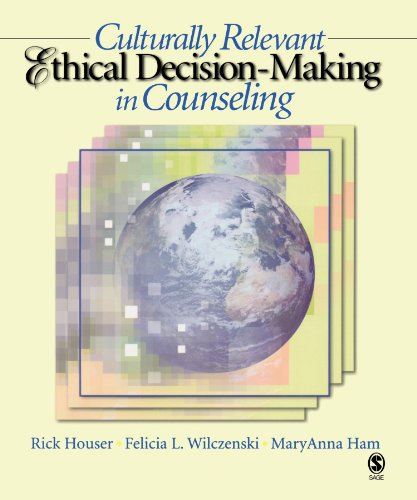 Culturally Relevant
Ethical Decision-Making
in Counseling
Rick Houser • Felicia L. Wilczenski • MaryAnna Ham
SAGE